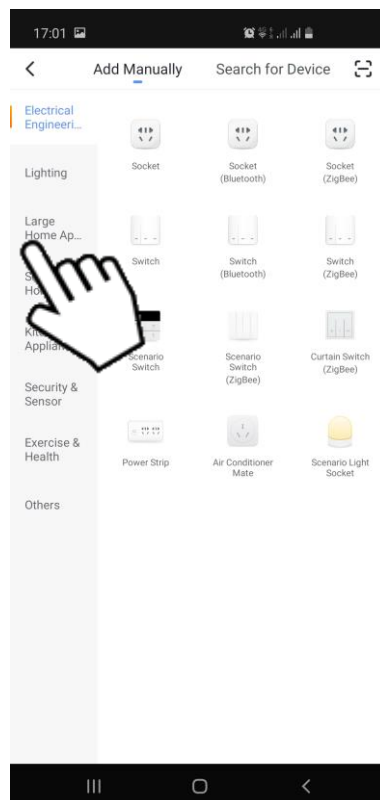 17:01
Add Manually
Search for Device
Electrical
Engineeri...
Lighting
Large
Home Ap...
Security &
Sensor
Exercise &
Health
Others
Socket
Socket
(Bluetooth)
Socket
(ZigBee)
Switch
Switch
(Bluetooth)
Switch
(ZigBee)
Scenario
Switch
Scenario
Switch
(ZigBee)
Curtain Switch
(ZigBee)
Power Strip
Air Conditioner
Mate
Scenario Light
Socket